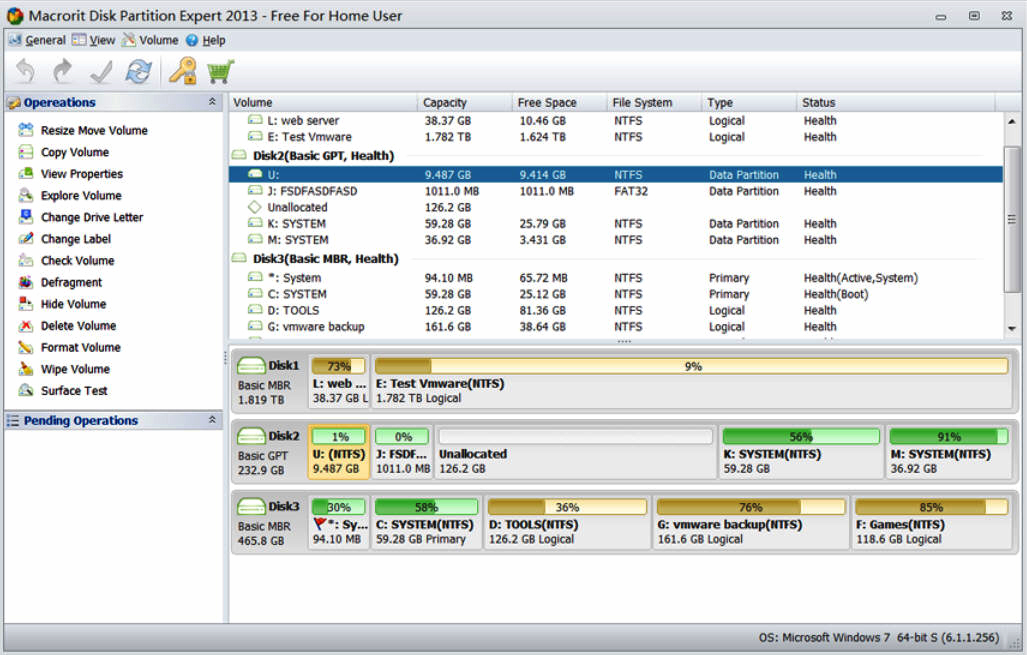 Macrorit Disk Partition Expert 2013 - Free For Home User
General View Volume Help
Opereations
Resize Move Volume
Copy Volume
View Properties
Explore Volume
Change Drive Letter
Change Label
Check Volume
Defragment
Hide Volume
Delete Volume
Format Volume
Wipe Volume
Surface Test
Pending Operations
Volume Capacity Free Space File System Type Status
L: web server 38.37 GB 10.46 GB NTFS Logical Health
E: Test Vmware 1.782 TB 1.624 TB NTFS Logical Health
Disk2(Basic GPT, Health)
U: 9.487 GB 9.414 GB NTFS Data Partition Health
J: FSDFASDFASD 1011.0 MB 1011.0 MB FAT32 Data Partition Health
Unallocated 126.2 GB
K: SYSTEM 59.28 GB 25.79 GB NTFS Data Partition Health
M: SYSTEM 36.92 GB 3.431 GB NTFS Data Partition Health
Disk3(Basic MBR, Health)
*: System 94.10 MB 65.72 MB NTFS Primary Health(Active,System)
C: SYSTEM 59.28 GB 25.12 GB NTFS Primary Health(Boot)
D: TOOLS 126.2 GB 81.36 GB NTFS Logical Health
G: vmware backup 161.6 GB 38.64 GB NTFS Logical Health
Disk1 73% 9%
Basic MBR L: web ... E: Test Vmware(NTFS)
1.819 TB 38.37 GB L 1.782 TB Logical
Disk2 1% 0% 56% 91%
Basic GPT U: (NTFS) J: FSDF... Unallocated K: SYSTEM(NTFS) M: SYSTEM(NTFS)
232.9 GB 9.487 GB 1011.0 MB 126.2 GB 59.28 GB 36.92 GB
Disk3 30% 58% 36% 76% 85%
Basic MBR *: Sy... C: SYSTEM(NTFS) D: TOOLS(NTFS) G: vmware backup(NTFS) F: Games(NTFS)
465.8 GB 94.10 MB 59.28 GB Primary 126.2 GB Logical 161.6 GB Logical 118.6 GB Logical
OS: Microsoft Windows 7 64-bit S (6.1.1.256)